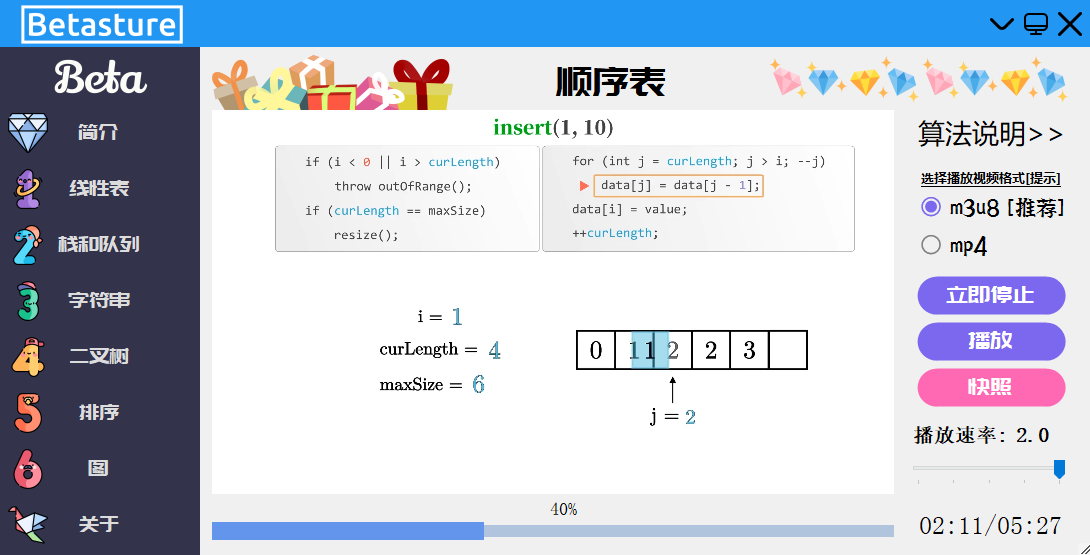 Betasture
Beta
简介
线性表
栈和队列
字符串
二叉树
排序
图
关于
顺序表
insert(1, 10)
if (i < 0 || i > curLength)
throw outOfRange();
if (curLength == maxSize)
resize();
for (int j = curLength; j > i; --j)
data[j] = data[j - 1];
data[i] = value;
++curLength;
i = 1
curLength = 4
maxSize = 6
0 1 1 2 2 3
j = 2
40%
算法说明>>
选择播放视频格式[提示]
m3u8 [推荐]
mp4
立即停止
播放
快照
播放速率: 2.0
02:11/05:27